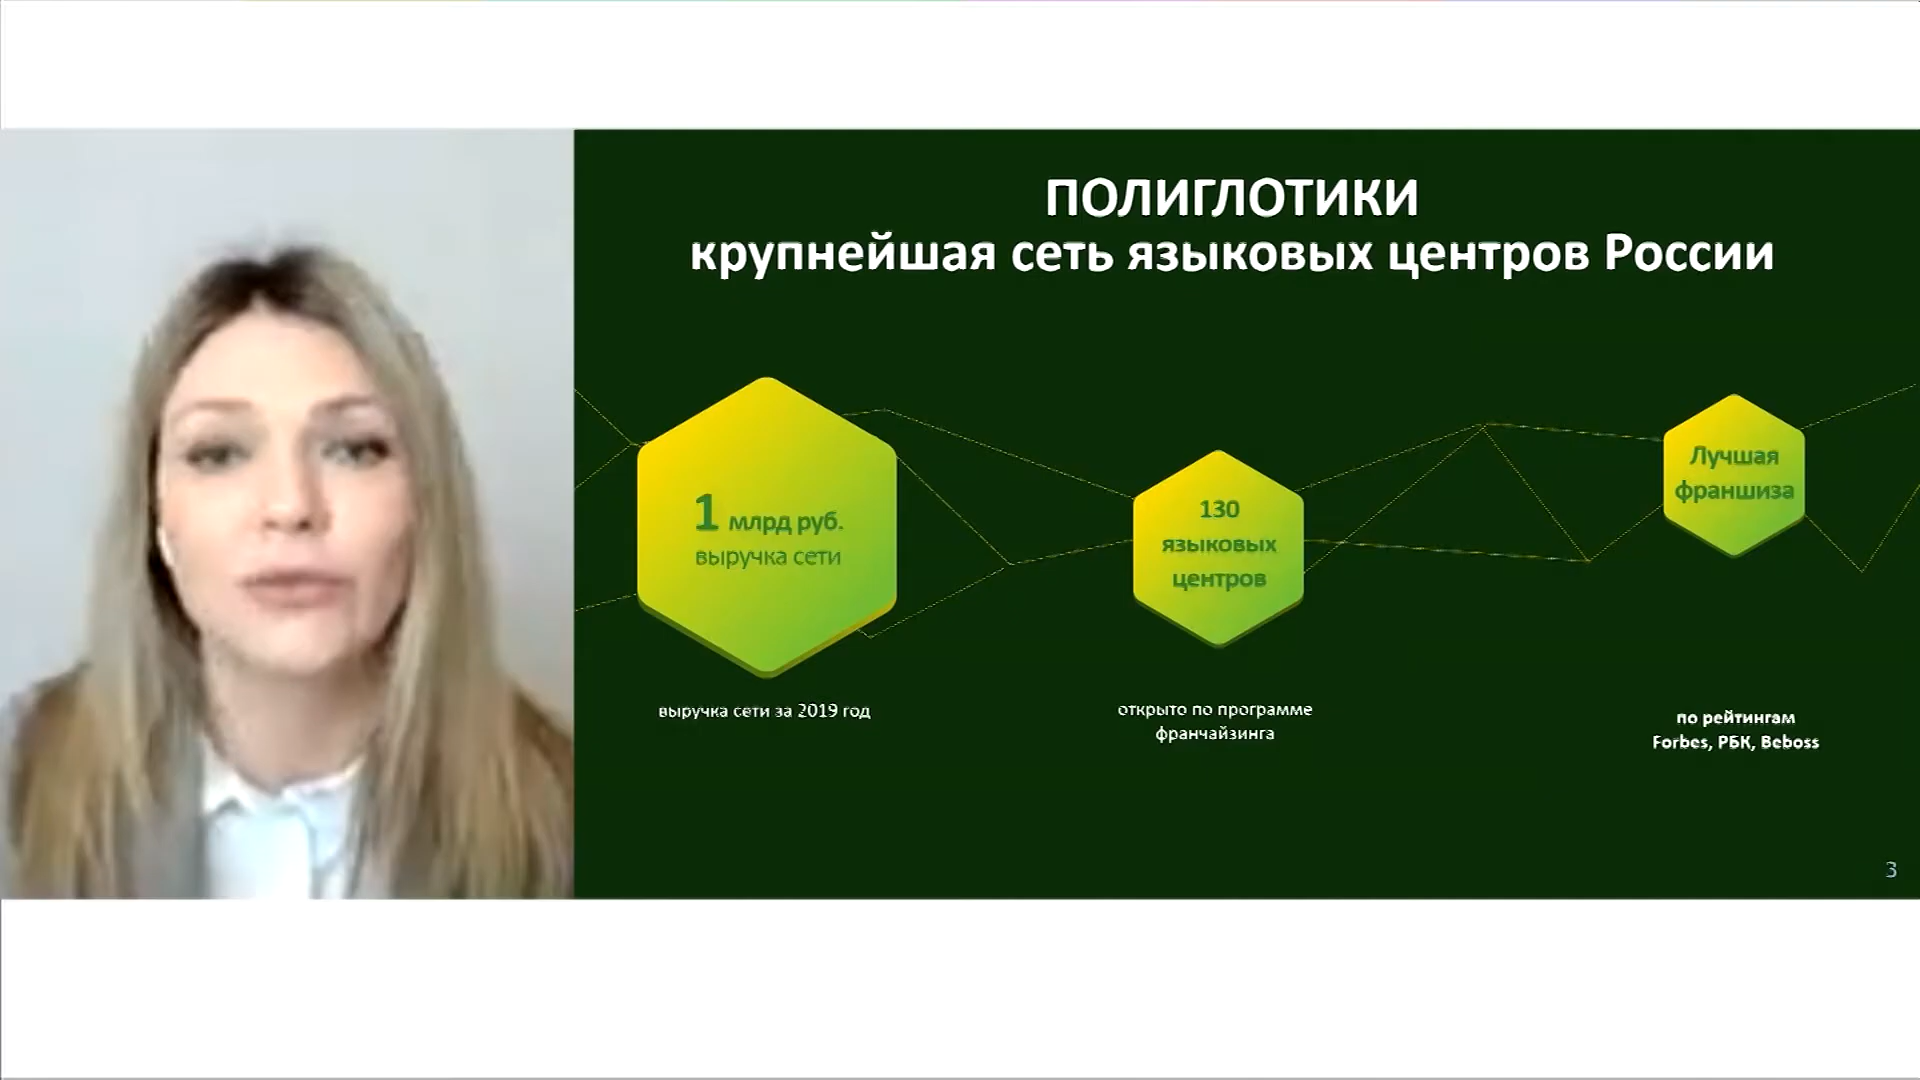 ПОЛИГЛОТИКИ
крупнейшая сеть языковых центров России
1 млрд руб.
выручка сети
выручка сети за 2019 год
130
языковых
центров
открыто по программе
франчайзинга
Лучшая
франшиза
по рейтингам
Forbes, РБК, Beboss
3